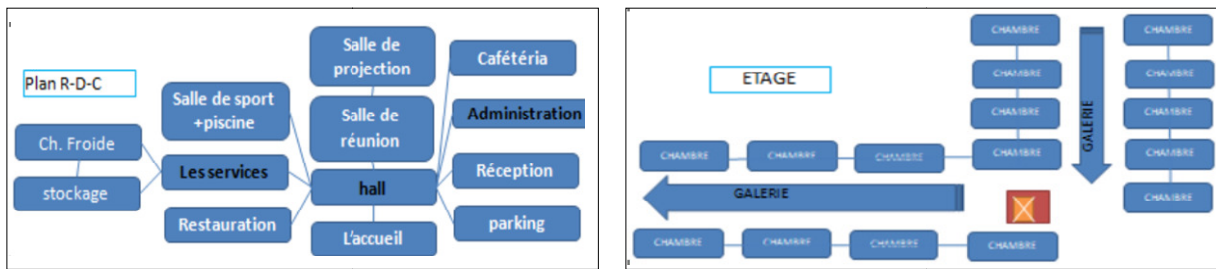 Plan R-D-C
Salle de
projection
Cafétéria
Salle de sport
+piscine
Salle de
réunion
Administration
Ch. Froide
Les services
hall
Réception
stockage
Restauration
L'accueil
parking
ETAGE
CHAMBRE
CHAMBRE
CHAMBRE
CHAMBRE
CHAMBRE
CHAMBRE
GALERIE
CHAMBRE
CHAMBRE
CHAMBRE
CHAMBRE
CHAMBRE
CHAMBRE
GALERIE
CHAMBRE
CHAMBRE
CHAMBRE
CHAMBRE